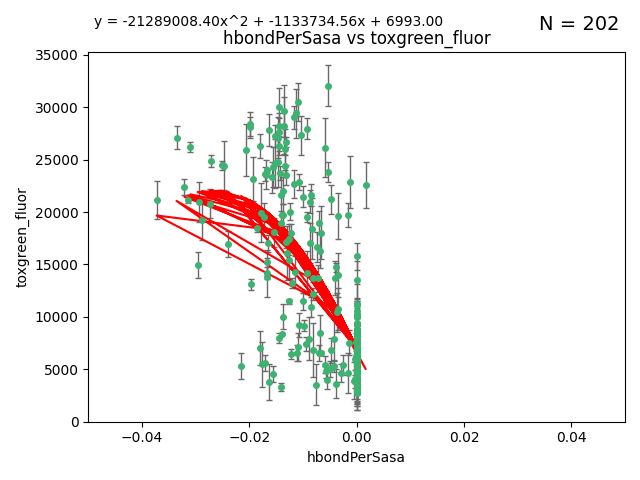 y = -21289008.40x^2 + -1133734.56x + 6993.00
N = 202
hbondPerSasa vs toxgreen_fluor
35000
30000
25000
20000
15000
10000
5000
0
toxgreen_fluor
−0.04
−0.02
0.00
0.02
0.04
hbondPerSasa